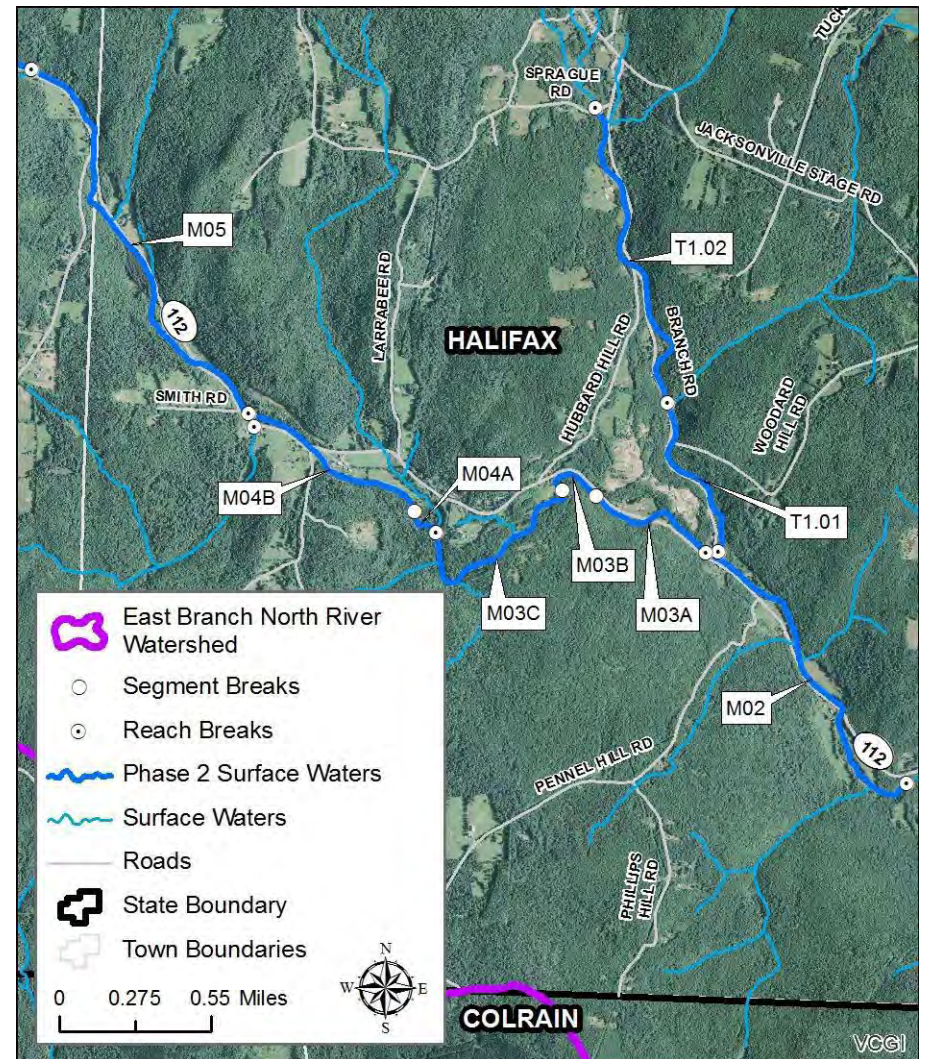 TUCK
SPRAGUE
RD
JACKSONVILLE STAGE RD
M05
T1.02
LARRABEE RD
112
HALIFAX
BRANCH RD
HUBBARD HILL RD
SMITH RD
WOODARD
HILL RD
M04A
M04B
T1.01
M03B
M03C
M03A
M02
112
PENNEL HILL RD
PHILLIPS
HILL RD
COLRAIN
VCGI
East Branch North River
Watershed
Segment Breaks
Reach Breaks
Phase 2 Surface Waters
Surface Waters
Roads
State Boundary
Town Boundaries
N
W E
S
0 0.275 0.55 Miles